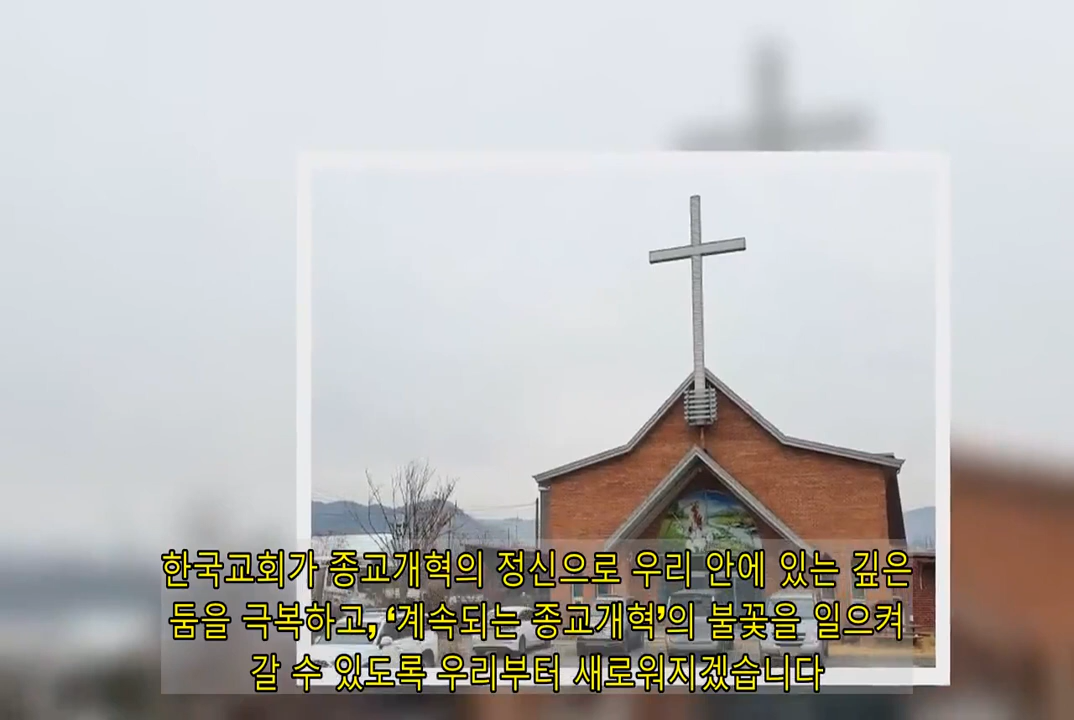 한국교회가 종교개혁의 정신으로 우리 안에 있는 깊은
둠을 극복하고, ‘계속되는 종교개혁’의 불꽃을 일으켜
갈 수 있도록 우리부터 새로워지겠습니다